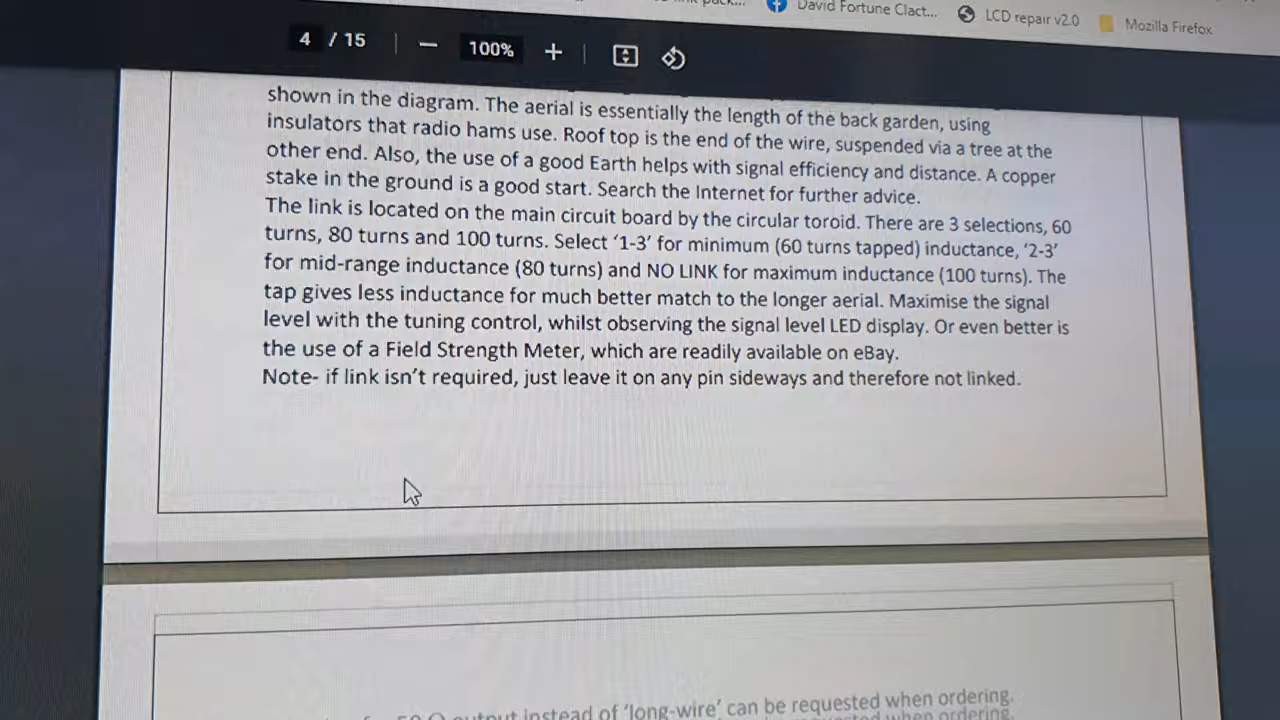 David Fortune Clact...
LCD repair v2.0
Mozilla Firefox
4 / 15
100%
shown in the diagram. The aerial is essentially the length of the back garden, using
insulators that radio hams use. Roof top is the end of the wire, suspended via a tree at the
other end. Also, the use of a good Earth helps with signal efficiency and distance. A copper
stake in the ground is a good start. Search the Internet for further advice.
The link is located on the main circuit board by the circular toroid. There are 3 selections, 60
turns, 80 turns and 100 turns. Select ‘1-3’ for minimum (60 turns tapped) inductance, ‘2-3’
for mid-range inductance (80 turns) and NO LINK for maximum inductance (100 turns). The
tap gives less inductance for much better match to the longer aerial. Maximise the signal
level with the tuning control, whilst observing the signal level LED display. Or even better is
the use of a Field Strength Meter, which are readily available on eBay.
Note- if link isn’t required, just leave it on any pin sideways and therefore not linked.
output instead of ‘long-wire’ can be requested when ordering.